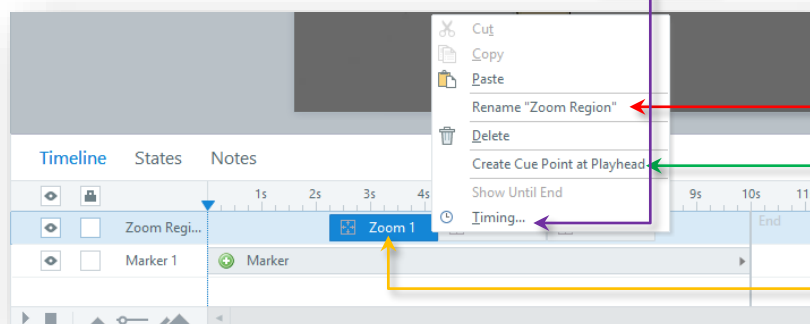 Cut
Copy
Paste
Rename "Zoom Region"
Delete
Create Cue Point at Playhead
Show Until End
Timing...
Timeline States Notes
1s 2s 3s 4s 9s 10s 11
Zoom Regi... Zoom 1 End
Marker 1 Marker